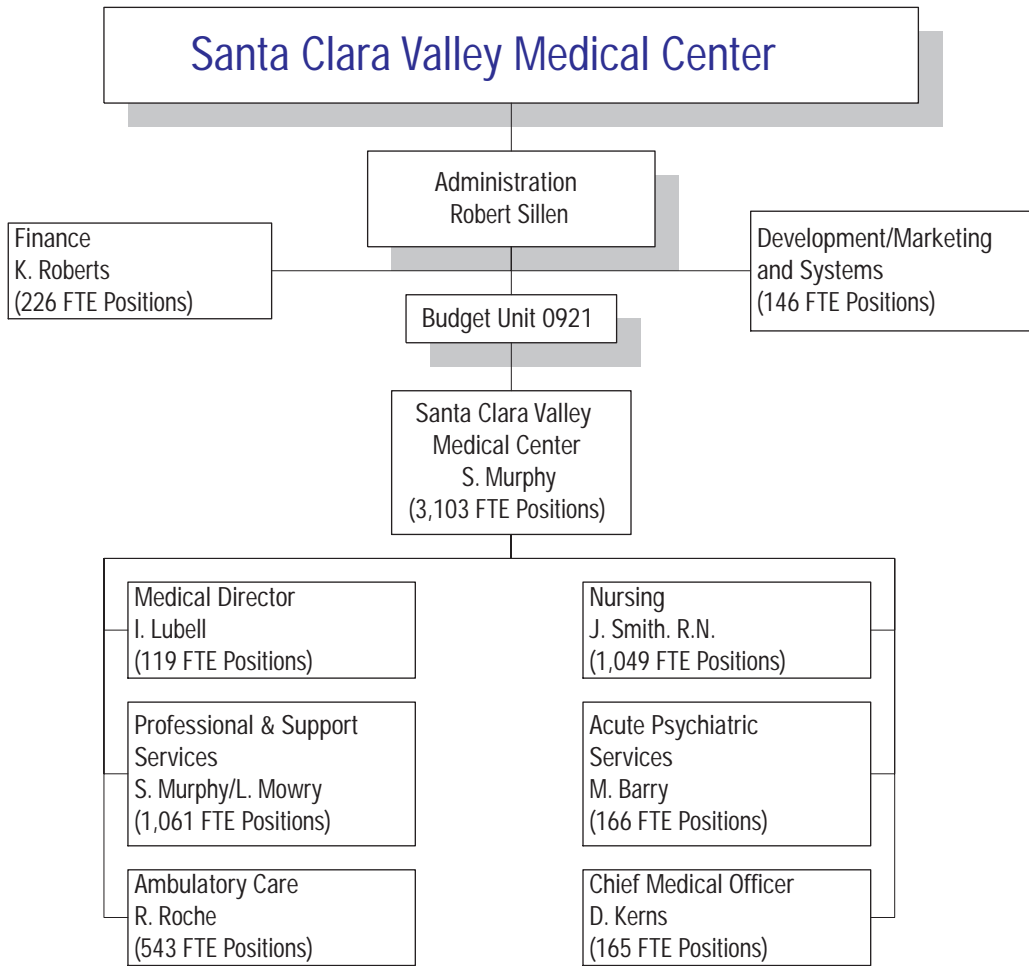 Santa Clara Valley Medical Center
Administration
Robert Sillen
Finance
K. Roberts
(226 FTE Positions)
Development/Marketing
and Systems
(146 FTE Positions)
Budget Unit 0921
Santa Clara Valley
Medical Center
S. Murphy
(3,103 FTE Positions)
Medical Director
I. Lubell
(119 FTE Positions)
Nursing
J. Smith. R.N.
(1,049 FTE Positions)
Professional & Support
Services
S. Murphy/L. Mowry
(1,061 FTE Positions)
Acute Psychiatric
Services
M. Barry
(166 FTE Positions)
Ambulatory Care
R. Roche
(543 FTE Positions)
Chief Medical Officer
D. Kerns
(165 FTE Positions)